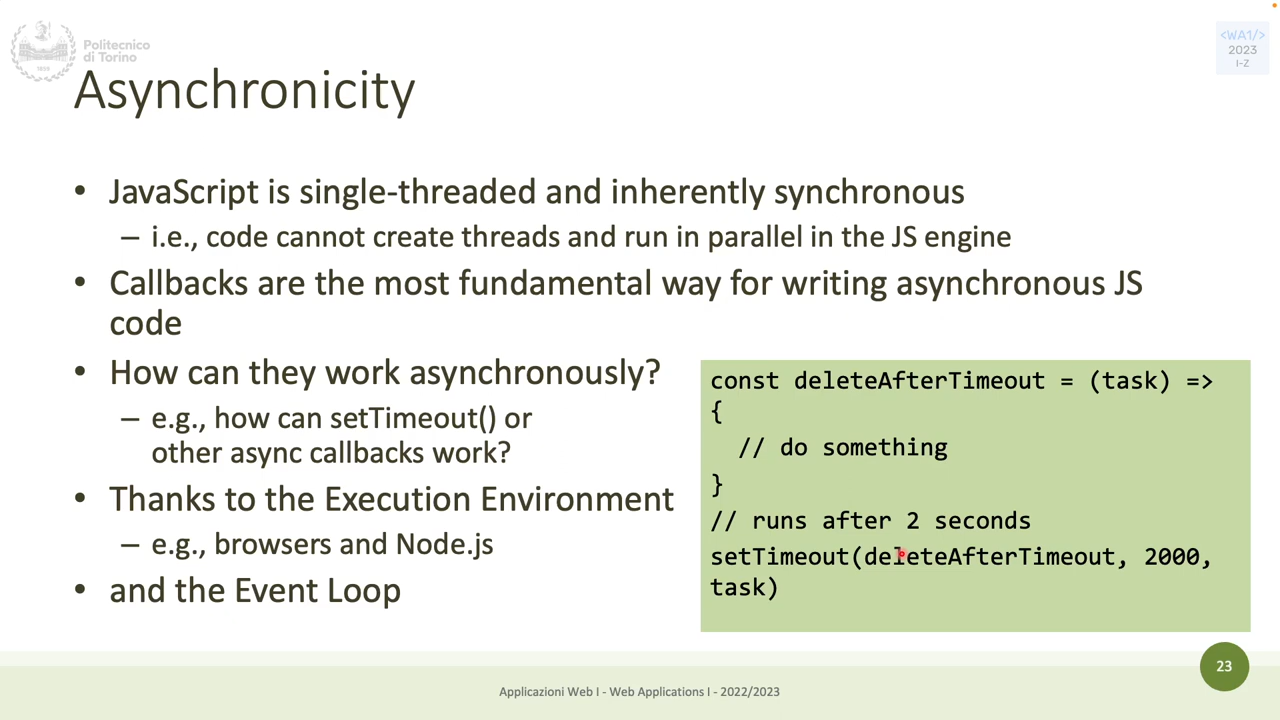 Politecnico
di Torino
1859
<WA1/>
2023
I-Z
Asynchronicity
• JavaScript is single-threaded and inherently synchronous
– i.e., code cannot create threads and run in parallel in the JS engine
• Callbacks are the most fundamental way for writing asynchronous JS
code
• How can they work asynchronously?
– e.g., how can setTimeout() or
other async callbacks work?
• Thanks to the Execution Environment
– e.g., browsers and Node.js
• and the Event Loop
const deleteAfterTimeout = (task) =>
{
// do something
}
// runs after 2 seconds
setTimeout(deleteAfterTimeout, 2000,
task)
23
Applicazioni Web I - Web Applications I - 2022/2023